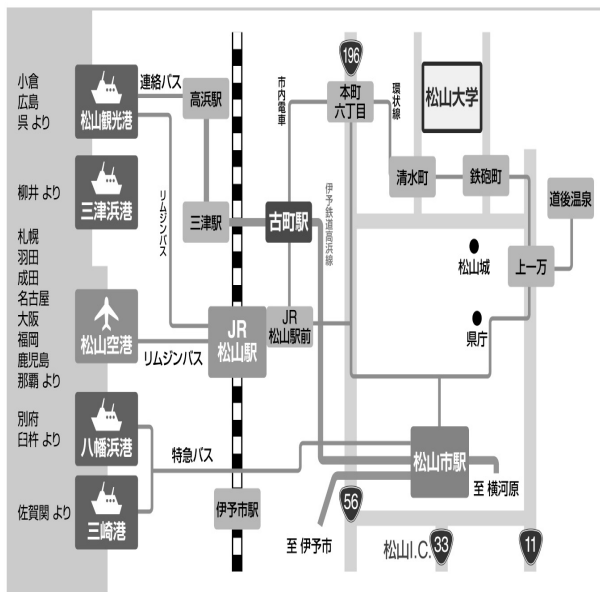 小倉
広島
呉 より
松山観光港
連絡バス
高浜駅
市内電車
196
本町
六丁目
環状線
松山大学
柳井 より
三津浜港
リムジンバス
三津駅
古町駅
伊予鉄道高浜線
清水町
鉄砲町
道後温泉
札幌
羽田
成田
名古屋
大阪
福岡
鹿児島
那覇 より
松山空港
リムジンバス
JR
松山駅
JR
松山駅前
松山城
上一万
県庁
別府
臼杵 より
八幡浜港
特急バス
松山市駅
至 横河原
佐賀関 より
三崎港
伊予市駅
至 伊予市
56
松山I.C.
33
11